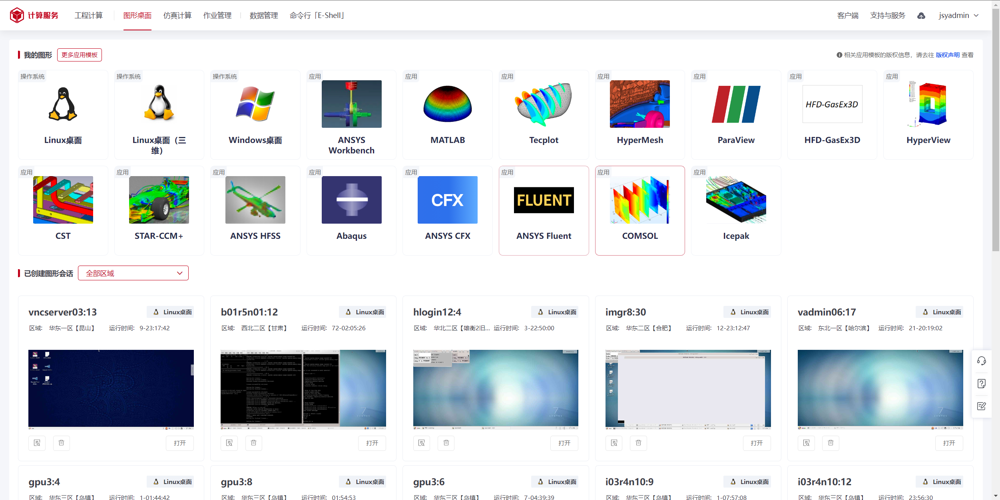 计算服务 工程计算 图形桌面 仿真计算 作业管理 数据管理 命令行「E-Shell」 客户端 支持与服务 jsyadmin
我的图形 更多应用模板 相关应用模板的版权信息，请去往 版权声明 查看
操作系统 操作系统 操作系统 应用 应用 应用 应用 应用 应用 应用
HFD-GasEx3D
Linux桌面 Linux桌面（三维） Windows桌面 ANSYS Workbench MATLAB Tecplot HyperMesh ParaView HFD-GasEx3D HyperView
应用 应用 应用 应用 应用 应用 应用 应用
CFX FLUENT
CST STAR-CCM+ ANSYS HFSS Abaqus ANSYS CFX ANSYS Fluent COMSOL Icepak
已创建图形会话 全部区域
vncserver03:13 Linux桌面 b01r5n01:12 Linux桌面 hlogin12:4 Linux桌面 imgr8:30 Linux桌面 vadmin06:17 Linux桌面
区域: 华东一区【昆山】 运行时间: 9-23:17:42 区域: 西北二区【甘肃】 运行时间: 72-02:05:26 区域: 华北二区【雄衡2旧... 运行时间: 3-22:50:00 区域: 华东二区【合肥】 运行时间: 12-23:12:47 区域: 东北一区【哈尔滨】 运行时间: 21-20:19:02
打开 打开 打开 打开 打开
gpu3:4 Linux桌面 gpu3:8 Linux桌面 gpu3:6 Linux桌面 i03r4n10:9 Linux桌面 i03r4n10:12 Linux桌面
区域: 华东三区【乌镇】 运行时间: 1-01:44:42 区域: 华东三区【乌镇】 运行时间: 01:54:53 区域: 华东三区【乌镇】 运行时间: 7-04:39:39 区域: 华东三区【乌镇】 运行时间: 1-07:57:08 区域: 华东三区【乌镇】 运行时间: 23:56:30